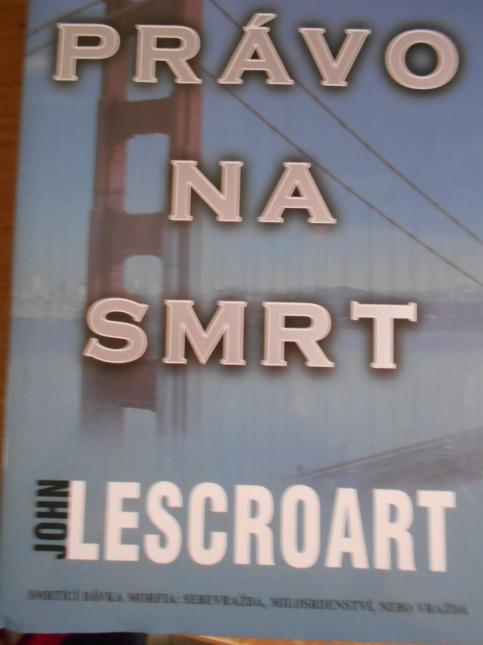 PRÁVO
NA
SMRT
JOHN
LESCROART
SMRTÍCÍ DÁVKA MORFIA: SEBEVRAŽDA, MILOSRDENSTVÍ, NEBO VRAŽDA